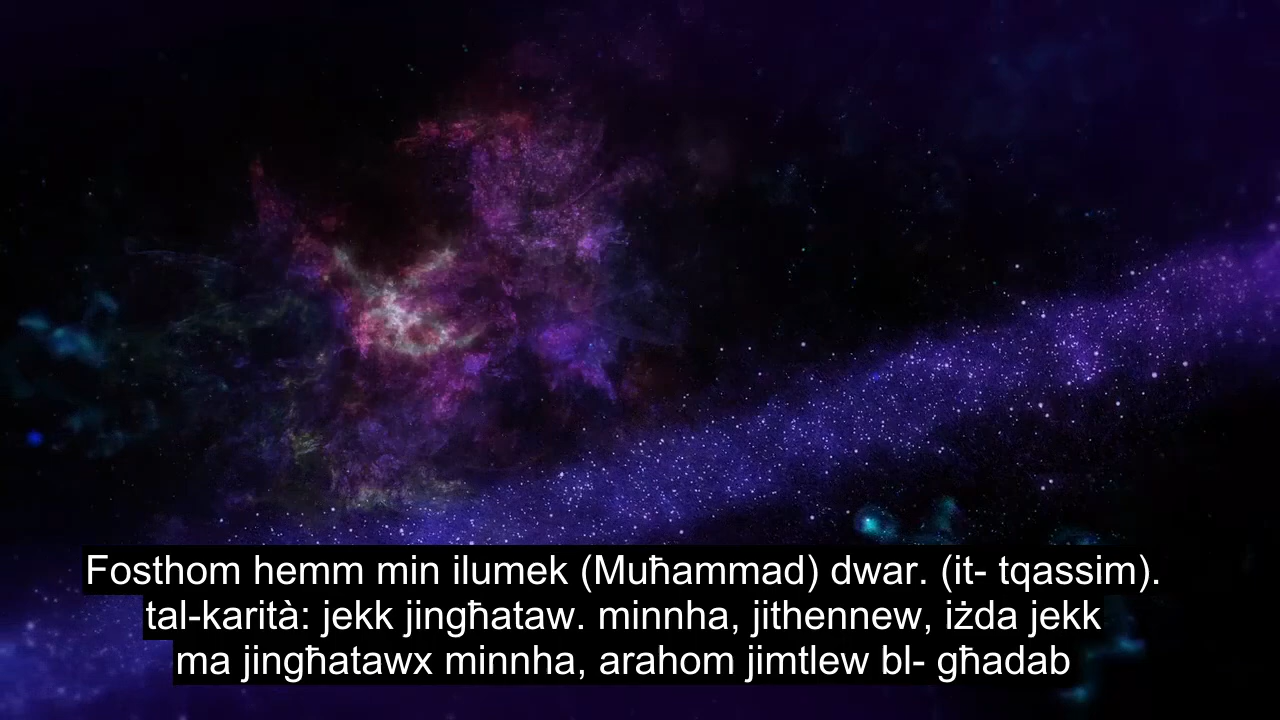 Fosthom hemm min ilumek (Muħammad) dwar. (it- tqassim).
tal-karità: jekk jingħataw. minnha, jithennew, iżda jekk
ma jingħatawx minnha, arahom jimtlew bl- għadab